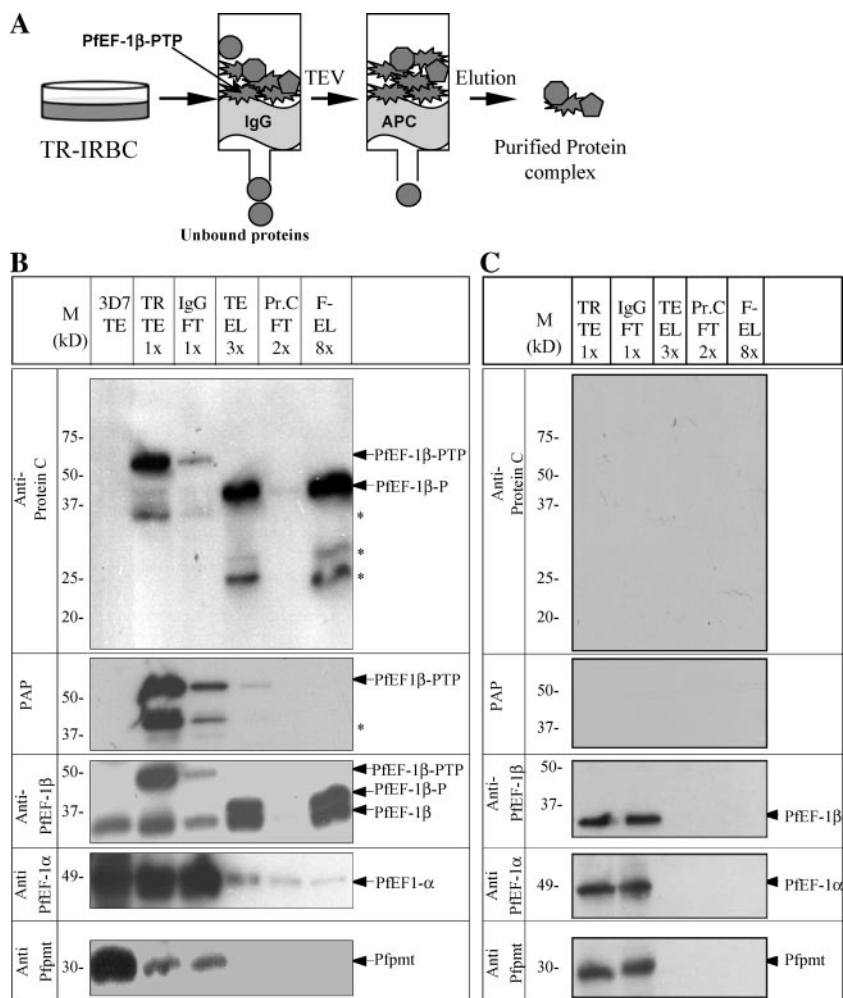 A
PfEF-1β-PTP
TEV
Elution
IgG
APC
TR-IRBC
Purified Protein
complex
Unbound proteins
B
M
(kD)
3D7
TE
TR
TE
1x
IgG
FT
1x
TE
EL
3x
Pr.C
FT
2x
F-
EL
8x
Anti-
Protein C
75-
50-
37-
25-
20-
PfEF-1β-PTP
PfEF-1β-P
*
*
*
PAP
50-
37-
PfEF1β-PTP
*
Anti-
PfEF-1β
50-
37-
PfEF-1β-PTP
PfEF-1β-P
PfEF-1β
Anti
PfEF-1α
49-
PfEF1-α
Anti
Pfpmt
30-
Pfpmt
C
M
(kD)
TR
TE
1x
IgG
FT
1x
TE
EL
3x
Pr.C
FT
2x
F-
EL
8x
Anti-
Protein C
75-
50-
37-
25-
20-
PAP
50-
37-
Anti-
PfEF-1β
50-
37-
PfEF-1β
Anti
PfEF-1α
49-
PfEF-1α
Anti
Pfpmt
30-
Pfpmt